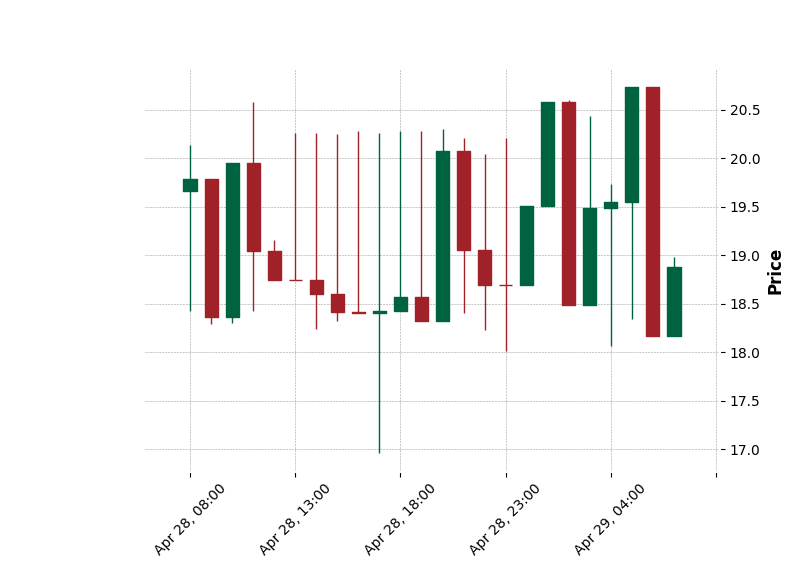 20.5
20.0
19.5
19.0
18.5
18.0
17.5
17.0
Price
Apr 28, 08:00
Apr 28, 13:00
Apr 28, 18:00
Apr 28, 23:00
Apr 29, 04:00